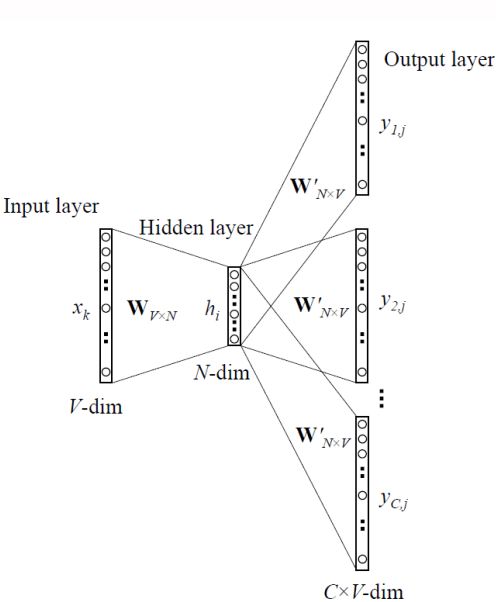 Output layer
y1,j
W'N×V
Input layer
Hidden layer
xk
WV×N
hi
W'N×V
y2,j
N-dim
V-dim
W'N×V
yC,j
C×V-dim